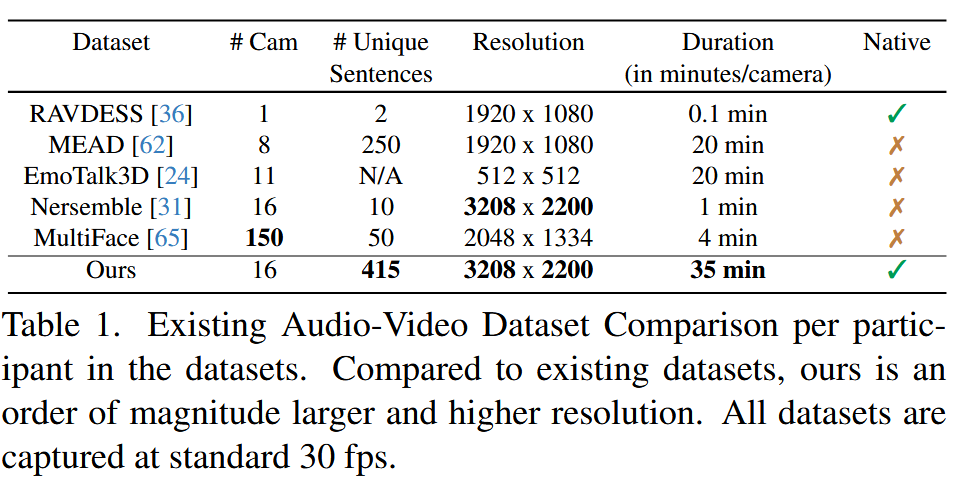 Dataset # Cam # Unique Sentences Resolution Duration (in minutes/camera) Native
RAVDESS [36] 1 2 1920 x 1080 0.1 min ✓
MEAD [62] 8 250 1920 x 1080 20 min ✗
EmoTalk3D [24] 11 N/A 512 x 512 20 min ✗
Nersemble [31] 16 10 3208 x 2200 1 min ✗
MultiFace [65] 150 50 2048 x 1334 4 min ✗
Ours 16 415 3208 x 2200 35 min ✓
Table 1. Existing Audio-Video Dataset Comparison per partic-
ipant in the datasets. Compared to existing datasets, ours is an
order of magnitude larger and higher resolution. All datasets are
captured at standard 30 fps.